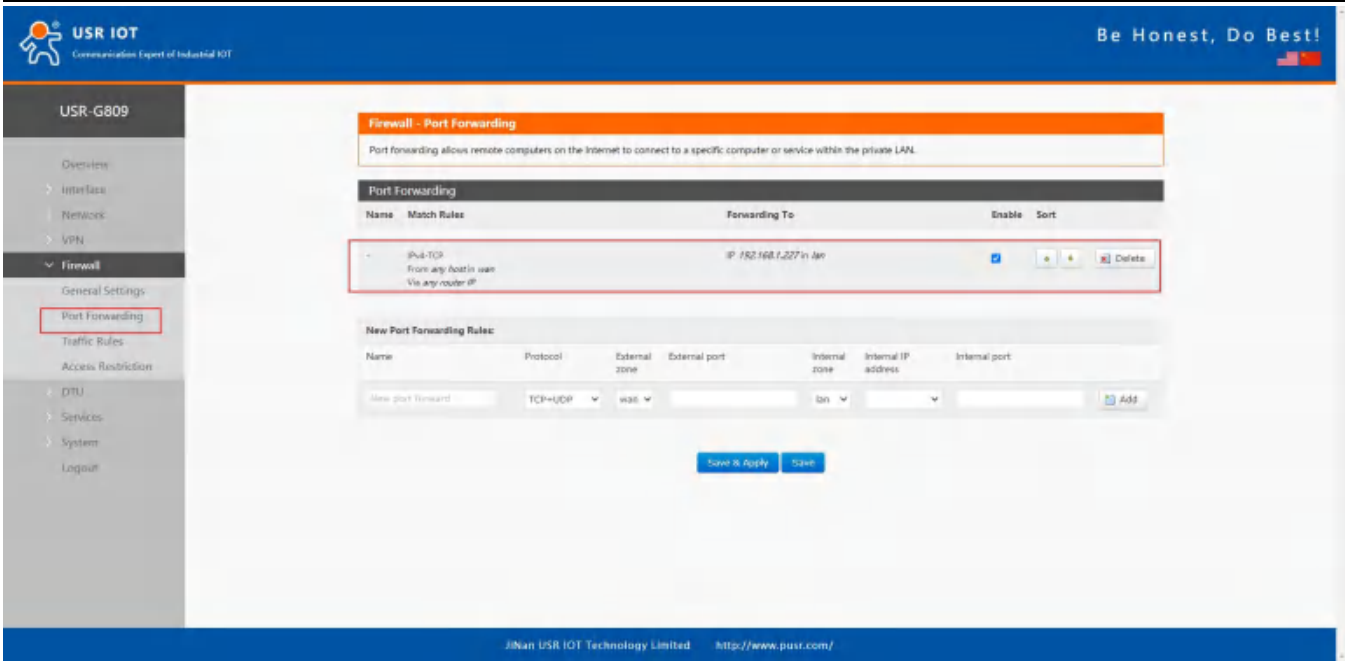 USR IOT
Communication Expert of Industrial IOT
Be Honest, Do Best!
USR-G809
Overview
Interface
Network
VPN
Firewall
General Settings
Port Forwarding
Traffic Rules
Access Restriction
DTU
Services
System
Logout
Firewall - Port Forwarding
Port forwarding allows remote computers on the Internet to connect to a specific computer or service within the private LAN.
Port Forwarding
Name Match Rules Forwarding To Enable Sort
- IPv4-TCP IP 192.168.1.227 in lan Delete
From any host in wan
Via any router IP
New Port Forwarding Rules:
Name Protocol External zone External port Internal zone Internal IP address Internal port
New port forward TCP+UDP wan lan Add
Save & Apply Save
JiNan USR IOT Technology Limited http://www.pusr.com/